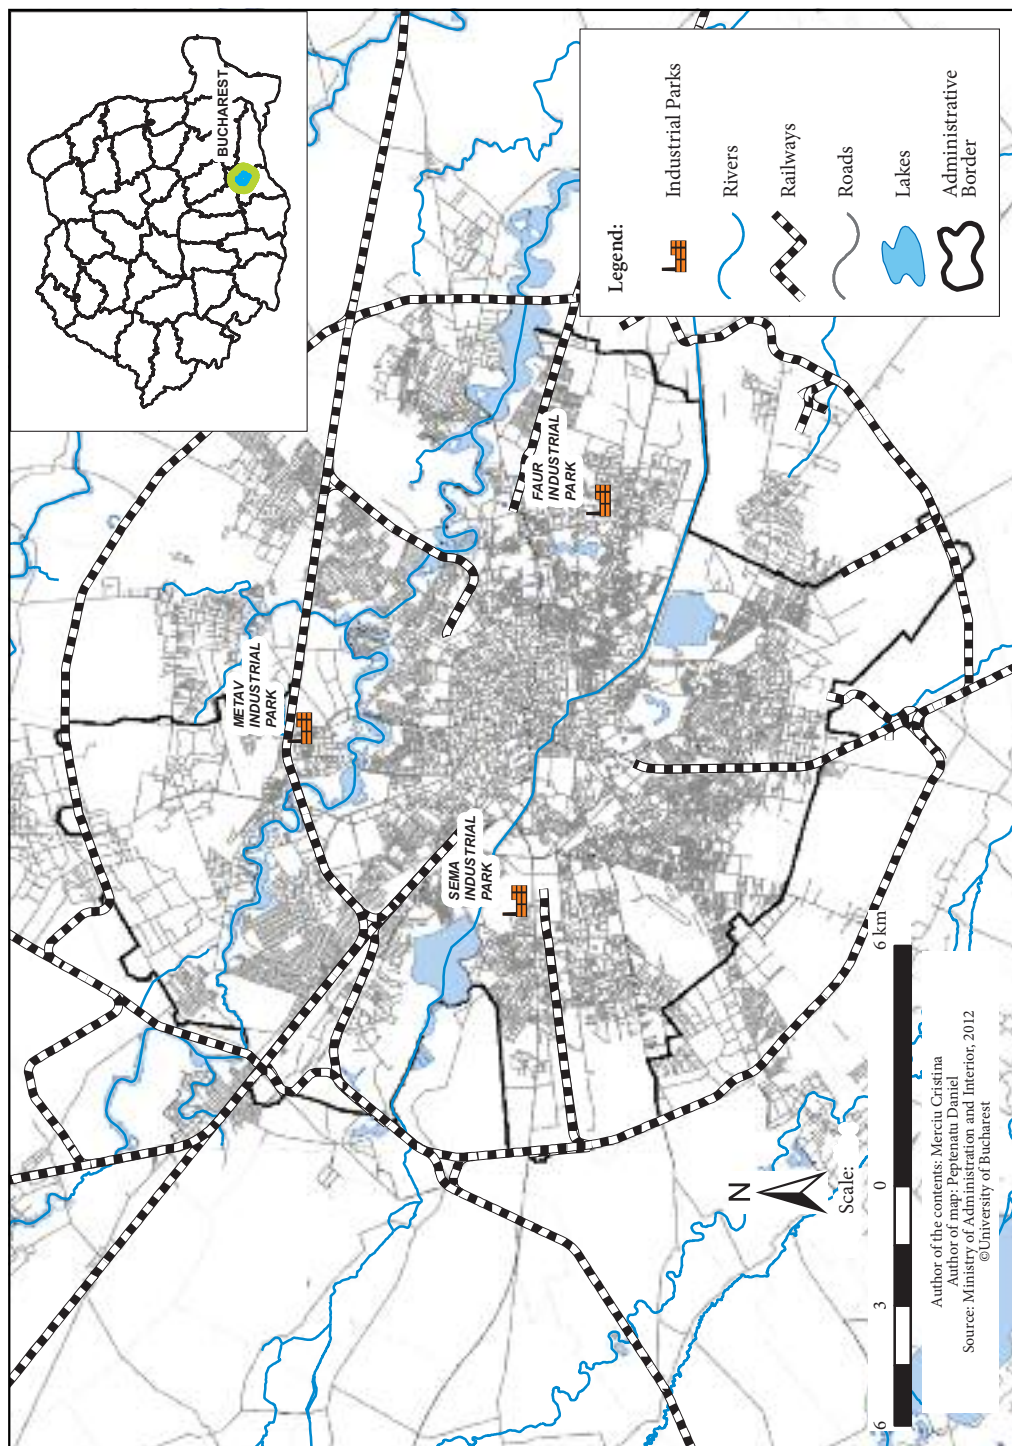 BUCHAREST
METAV
INDUSTRIAL
PARK
SEMA
INDUSTRIAL
PARK
FAUR
INDUSTRIAL
PARK
Legend:
Industrial Parks
Rivers
Railways
Roads
Lakes
Administrative
Border
N
Scale:
6 3 0 6 km
Author of the contents: Merciu Cristina
Author of map: Peptenatu Daniel
Source: Ministry of Administration and Interior, 2012
©University of Bucharest